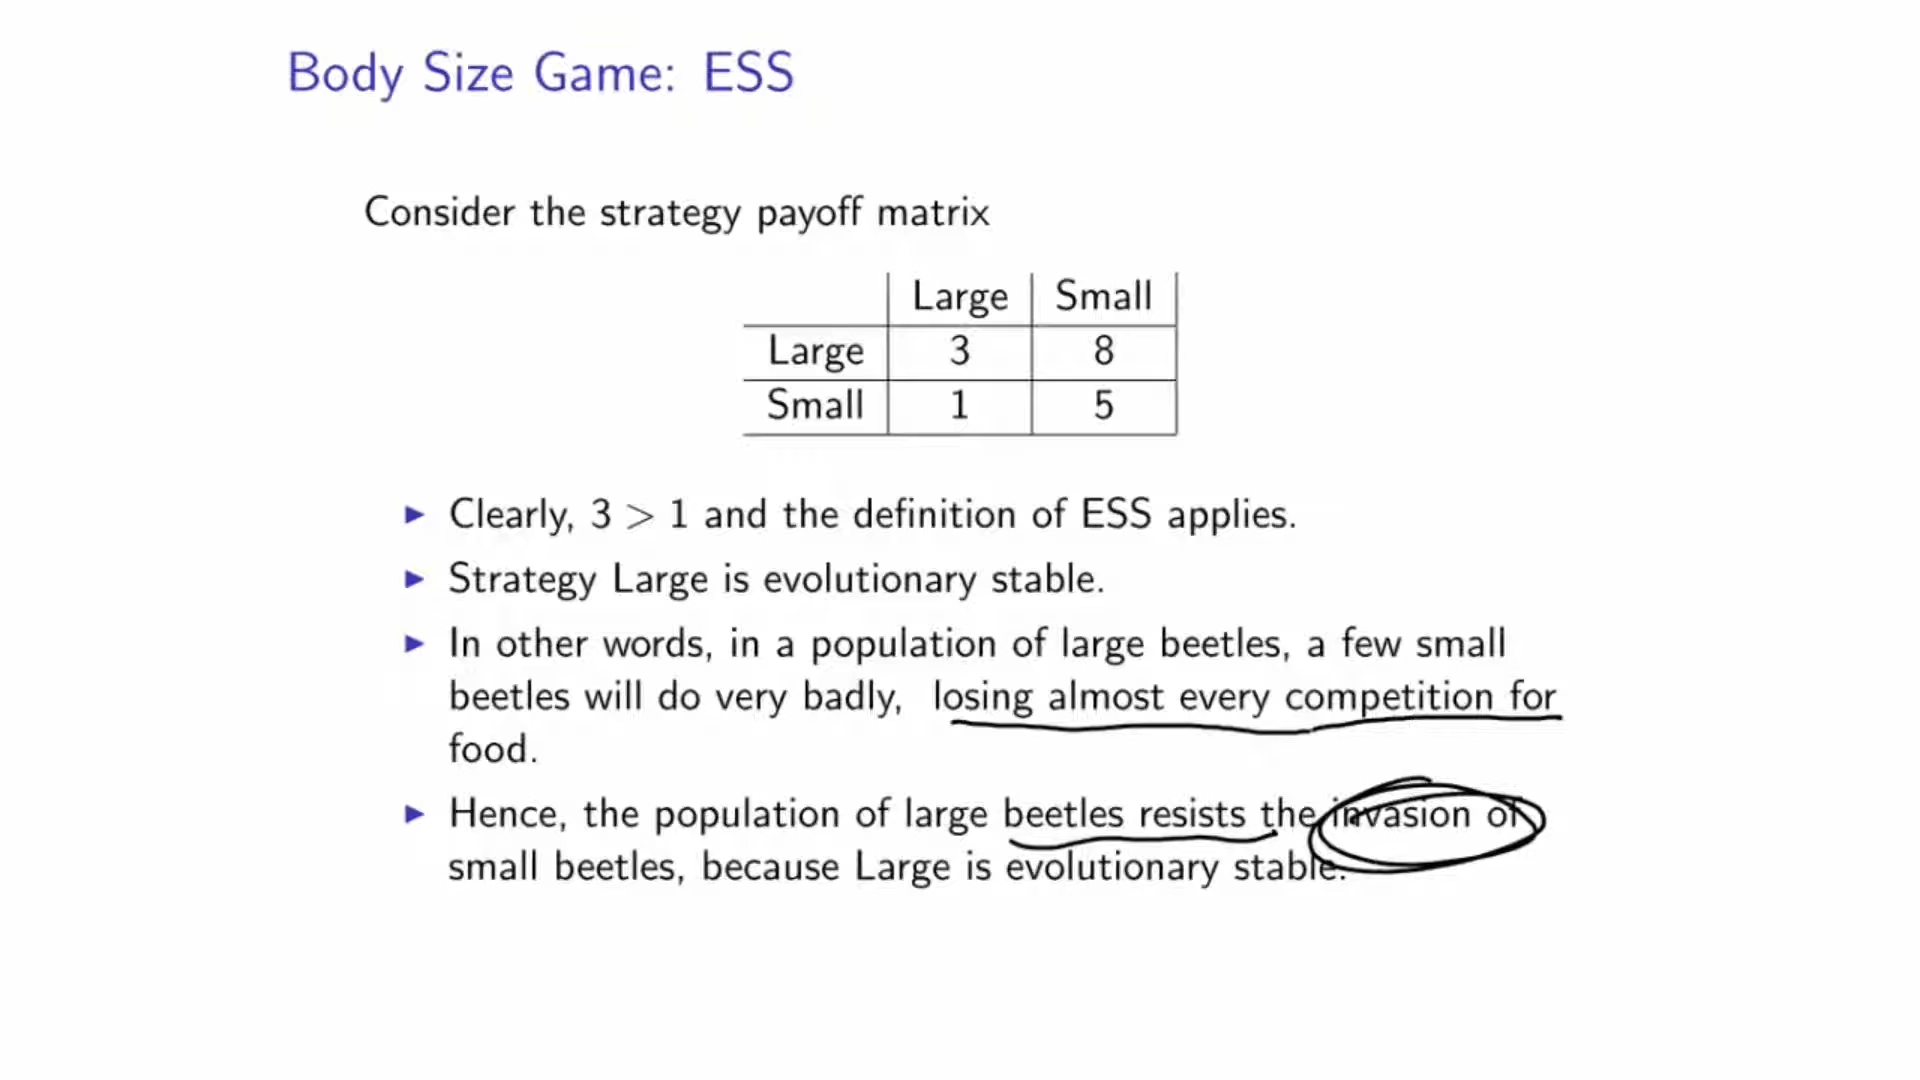 Body Size Game: ESS
Consider the strategy payoff matrix
Large Small
Large 3 8
Small 1 5
Clearly, 3 > 1 and the definition of ESS applies.
Strategy Large is evolutionary stable.
In other words, in a population of large beetles, a few small
beetles will do very badly, losing almost every competition for
food.
Hence, the population of large beetles resists the invasion of
small beetles, because Large is evolutionary stable.